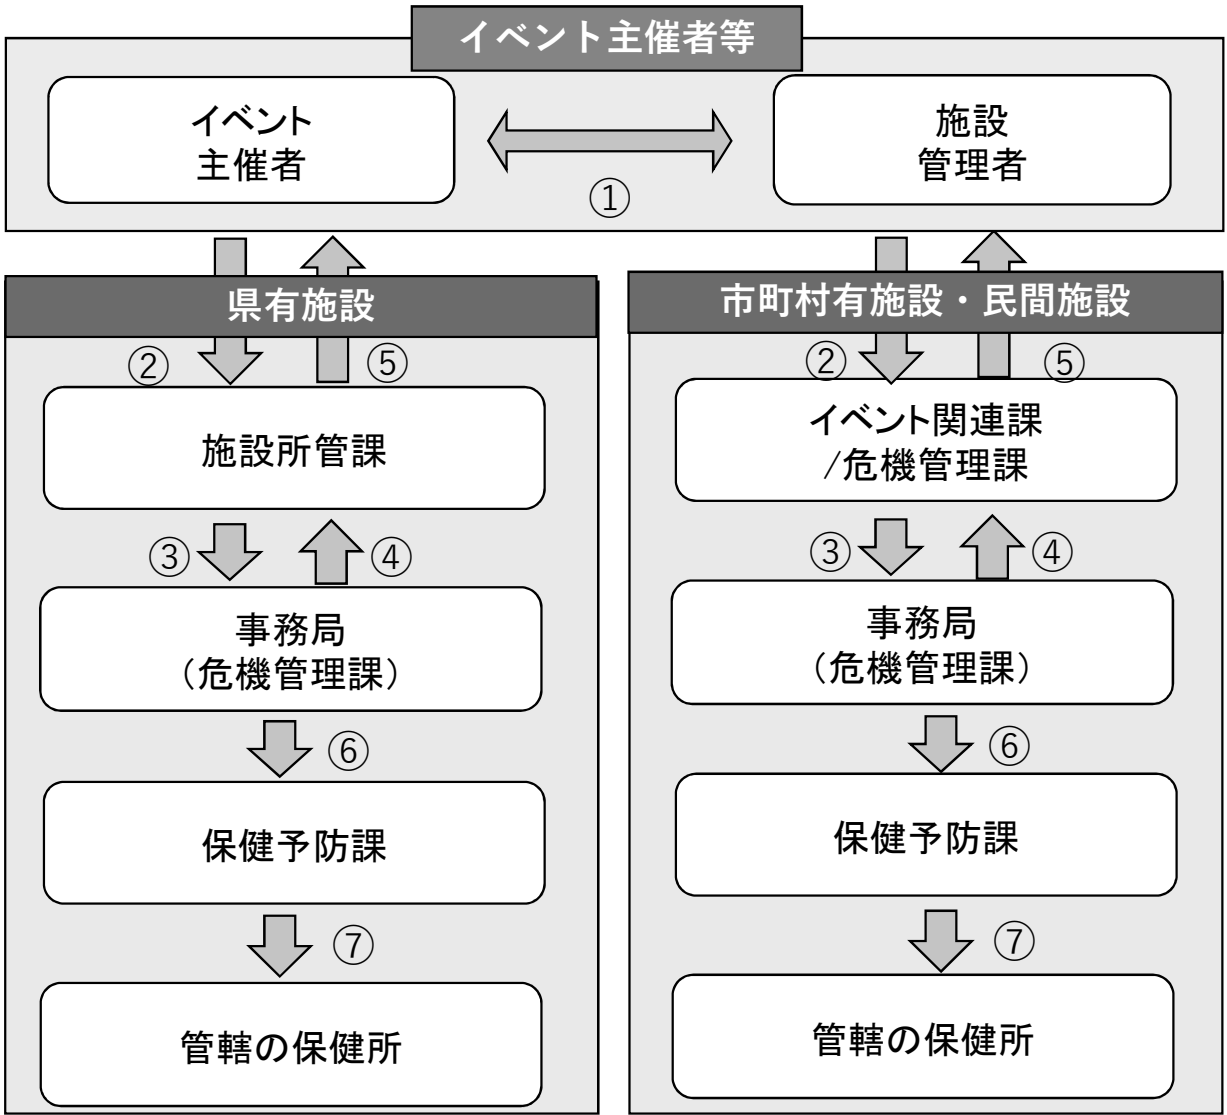 イベント主催者等
イベント
主催者
施設
管理者
①
県有施設
②
⑤
施設所管課
③
④
事務局
（危機管理課）
⑥
保健予防課
⑦
管轄の保健所
市町村有施設・民間施設
②
⑤
イベント関連課
/危機管理課
③
④
事務局
（危機管理課）
⑥
保健予防課
⑦
管轄の保健所